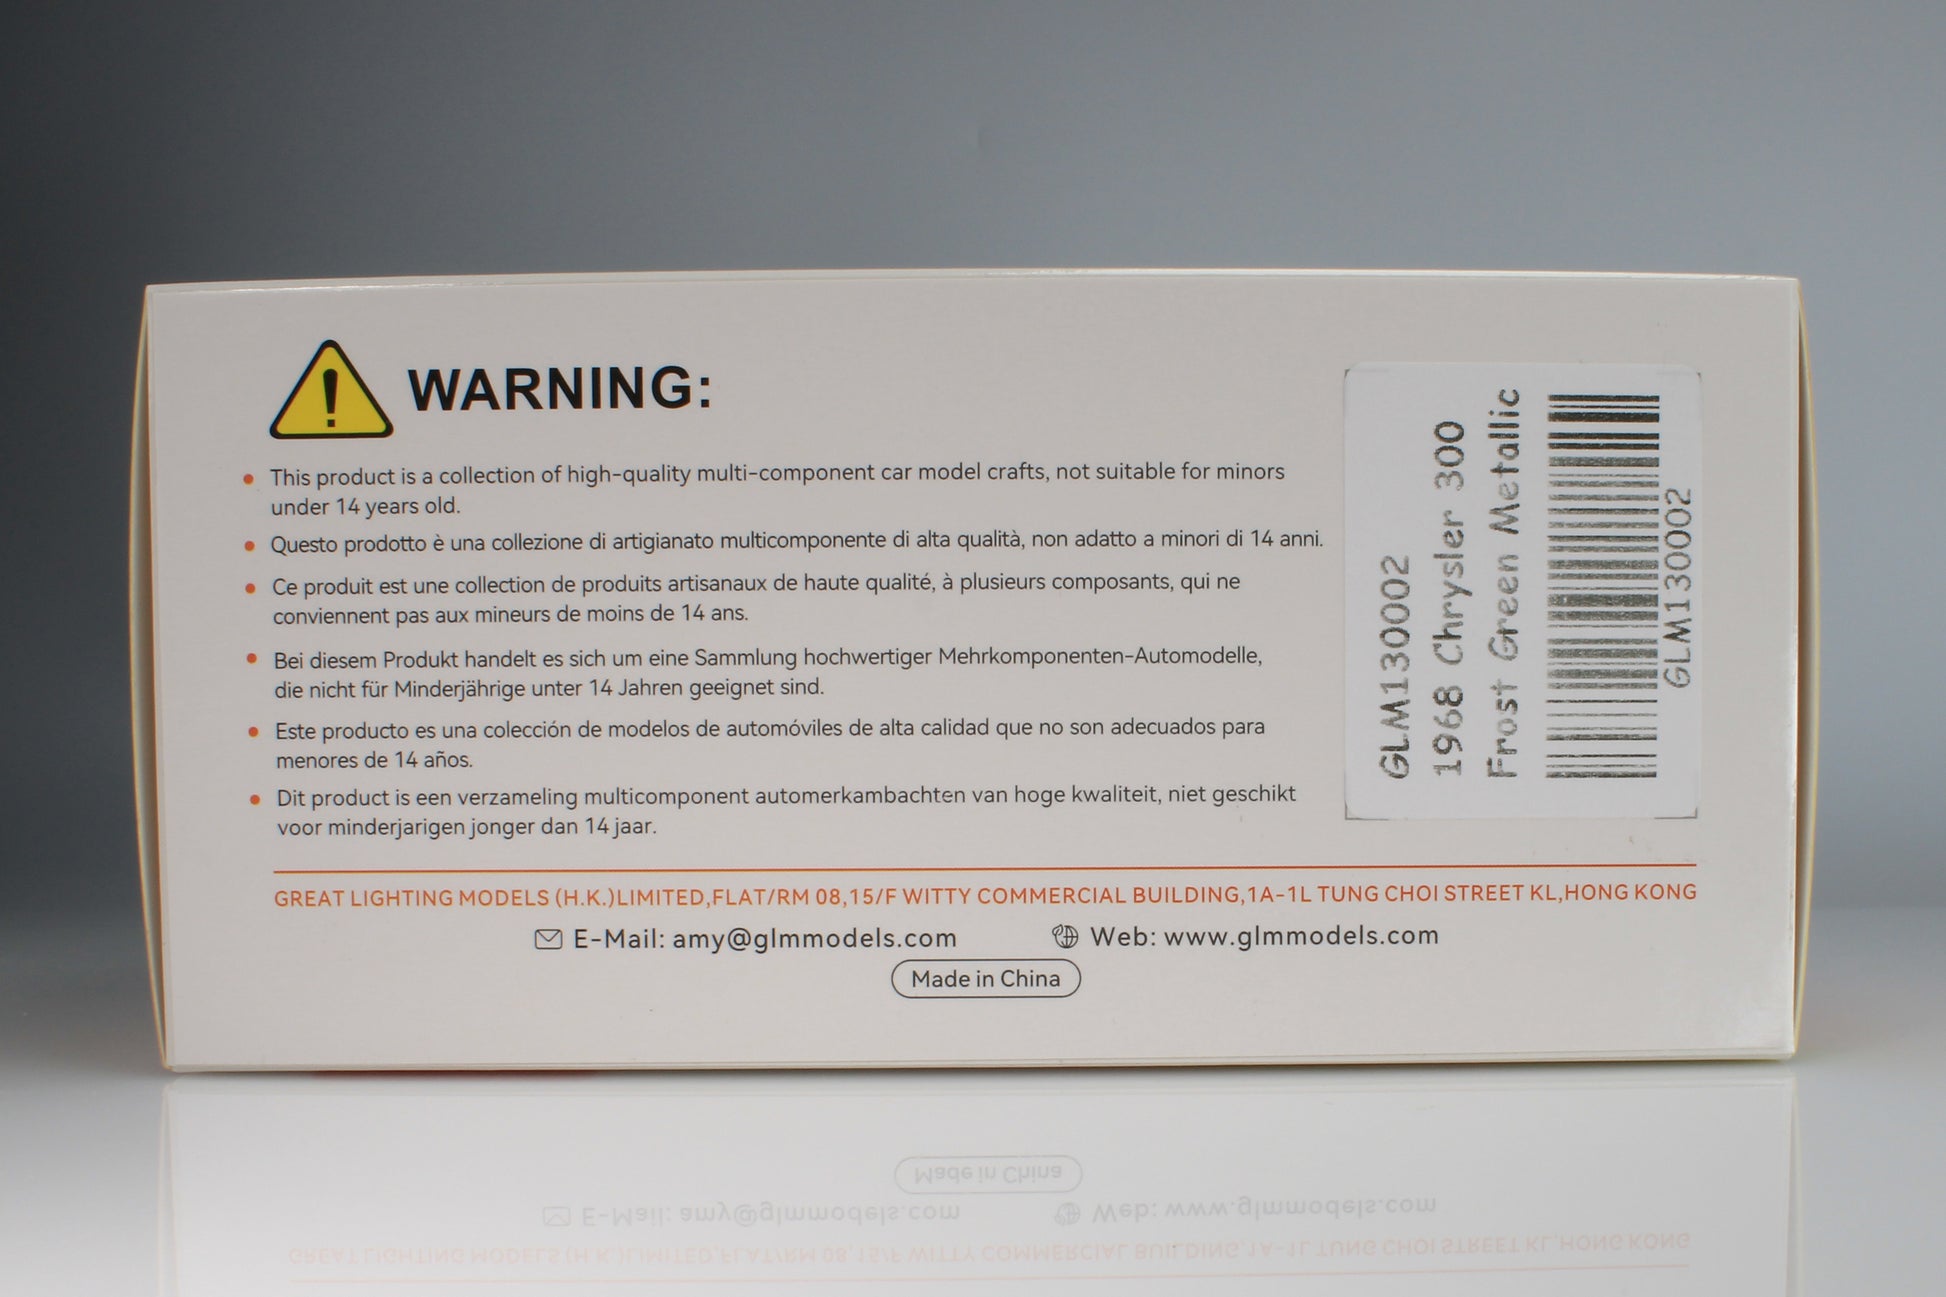 WARNING:
This product is a collection of high-quality multi-component car model crafts, not suitable for minors
under 14 years old.
Questo prodotto è una collezione di artigianato multicomponente di alta qualità, non adatto a minori di 14 anni.
Ce produit est une collection de produits artisanaux de haute qualité, à plusieurs composants, qui ne
conviennent pas aux mineurs de moins de 14 ans.
Bei diesem Produkt handelt es sich um eine Sammlung hochwertiger Mehrkomponenten-Automodelle,
die nicht für Minderjährige unter 14 Jahren geeignet sind.
Este producto es una colección de modelos de automóviles de alta calidad que no son adecuados para
menores de 14 años.
Dit product is een verzameling multicomponent automerkambachten van hoge kwaliteit, niet geschikt
voor minderjarigen jonger dan 14 jaar.
GLM130002
1968 Chrysler 300
Frost Green Metallic
GLM130002
GREAT LIGHTING MODELS (H.K.)LIMITED,FLAT/RM 08,15/F WITTY COMMERCIAL BUILDING,1A-1L TUNG CHOI STREET KL,HONG KONG
E-Mail: amy@glmmodels.com
Web: www.glmmodels.com
Made in China